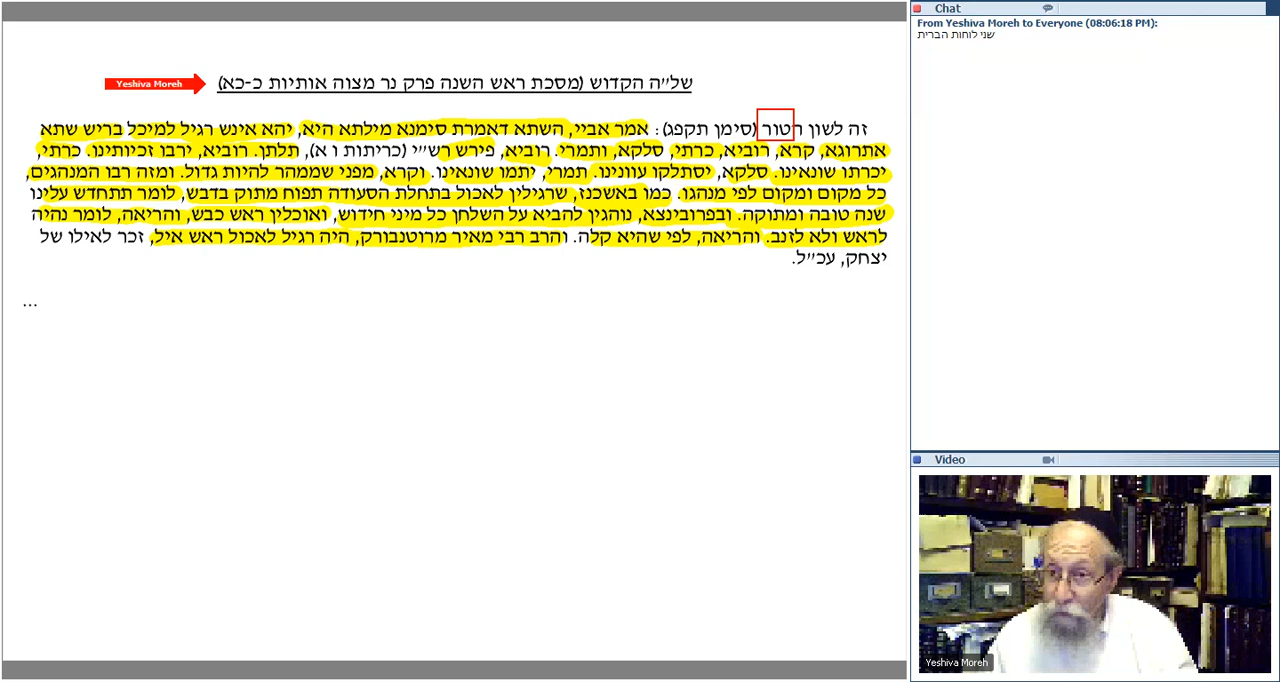 Chat
From Yeshiva Moreh to Everyone (08:06:18 PM):
שני לוחות הברית
Yeshiva Moreh
של״ה הקדוש (מסכת ראש השנה פרק נר מצוה אותיות כ-כא)
זה לשון הטור (סימן תקפג): אמר אביי, השתא דאמרת סימנא מילתא היא, יהא אינש רגיל למיכל בריש שתא
אתרוגא, קרא, רוביא, כרתי, סלקא, ותמרי. רוביא, פירש רש״י (כריתות ו א), תלתן. רוביא, ירבו זכיותינו. כרתי,
יכרתו שונאינו. סלקא, יסתלקו עוונינו. תמרי, יתמו שונאינו. וקרא, מפני שממהר להיות גדול. ומזה רבו המנהגים,
כל מקום ומקום לפי מנהגו. כמו באשכנז, שרגילין לאכול בתחלת הסעודה תפוח מתוק בדבש, לומר תתחדש עלינו
שנה טובה ומתוקה. ובפרובינצא, נוהגין להביא על השלחן כל מיני חידוש, ואוכלין ראש כבש, והריאה, לומר נהיה
לראש ולא לזנב. והריאה, לפי שהיא קלה. והרב רבי מאיר מרוטנבורק, היה רגיל לאכול ראש איל, זכר לאילו של
יצחק, עכ״ל.
...
Video
Yeshiva Moreh